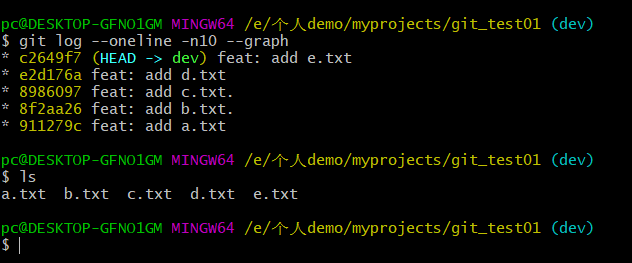 pc@DESKTOP-GFNO1GM MINGW64 /e/个人demo/myprojects/git_test01 (dev)
$ git log --oneline -n10 --graph
* c2649f7 (HEAD -> dev) feat: add e.txt
* e2d176a feat: add d.txt
* 8986097 feat: add c.txt.
* 8f2aa26 feat: add b.txt.
* 911279c feat: add a.txt
pc@DESKTOP-GFNO1GM MINGW64 /e/个人demo/myprojects/git_test01 (dev)
$ ls
a.txt  b.txt  c.txt  d.txt  e.txt
pc@DESKTOP-GFNO1GM MINGW64 /e/个人demo/myprojects/git_test01 (dev)
$